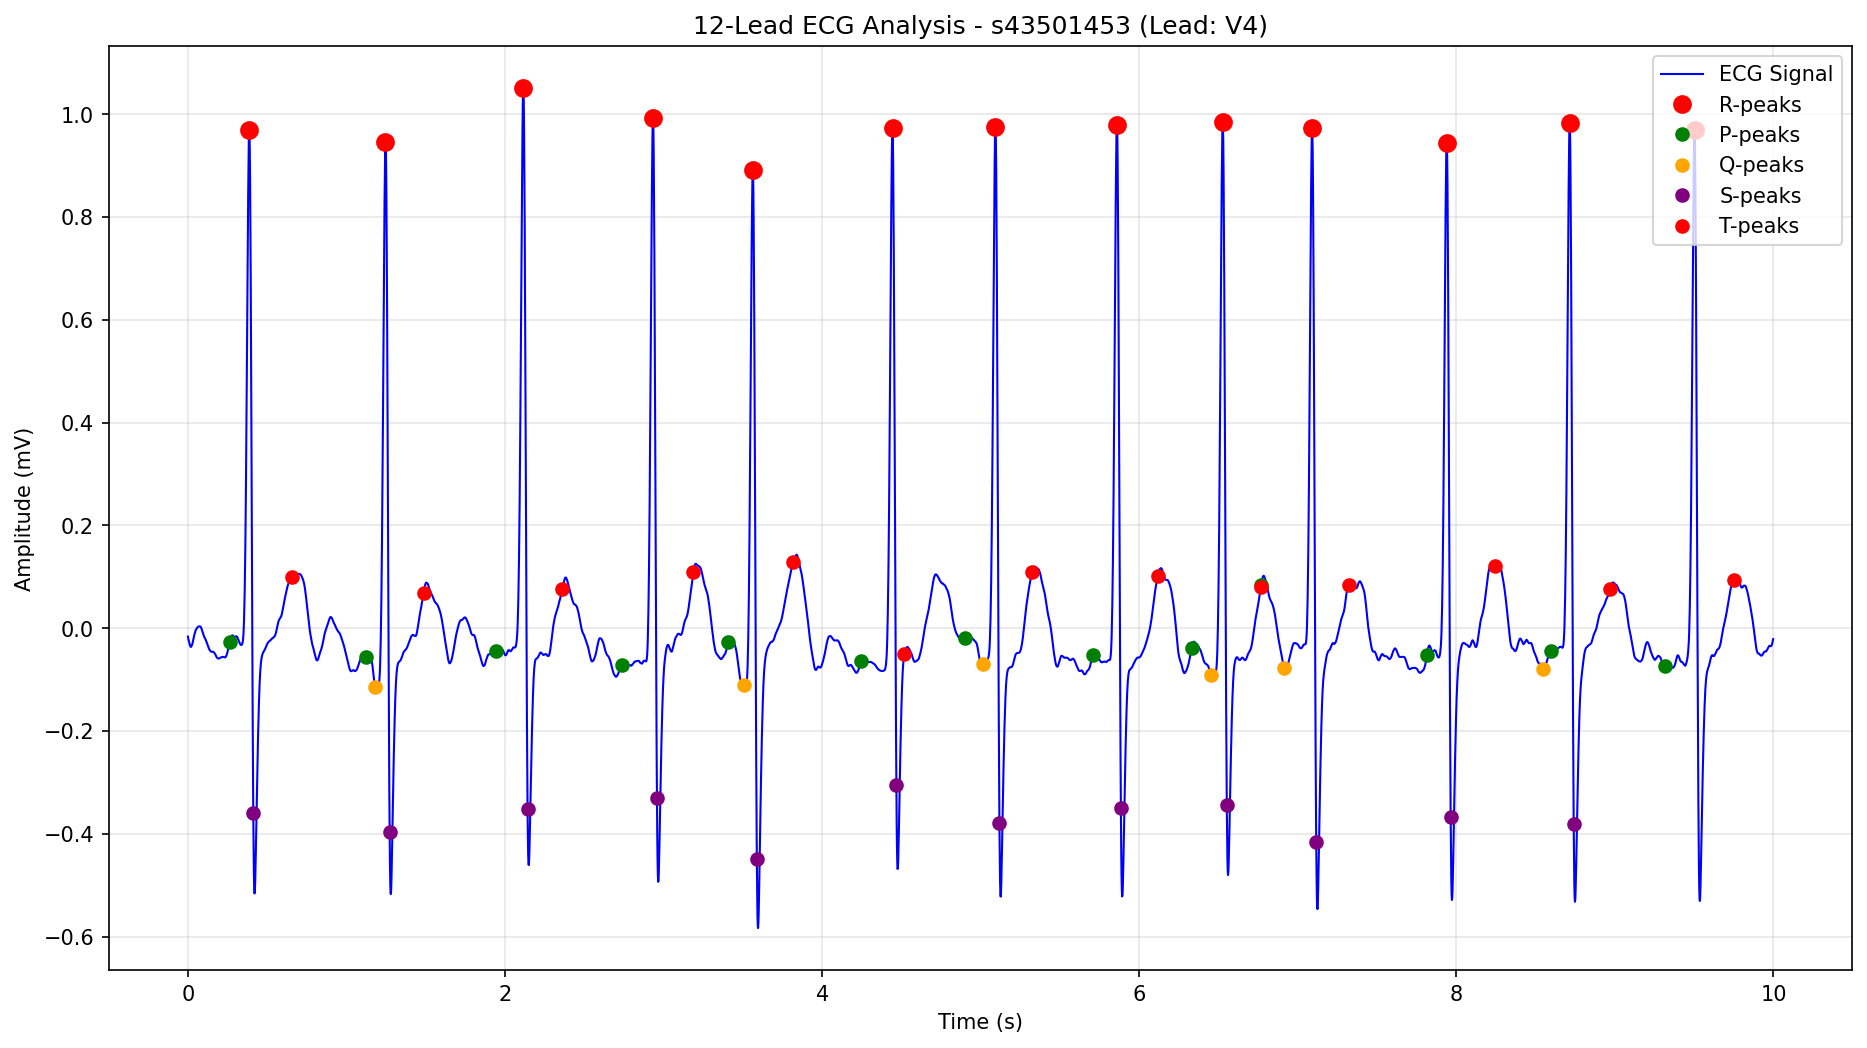 12-Lead ECG Analysis - s43501453 (Lead: V4)
ECG Signal
R-peaks
P-peaks
Q-peaks
S-peaks
T-peaks
1.0
0.8
0.6
0.4
0.2
0.0
−0.2
−0.4
−0.6
Amplitude (mV)
0
2
4
6
8
10
Time (s)